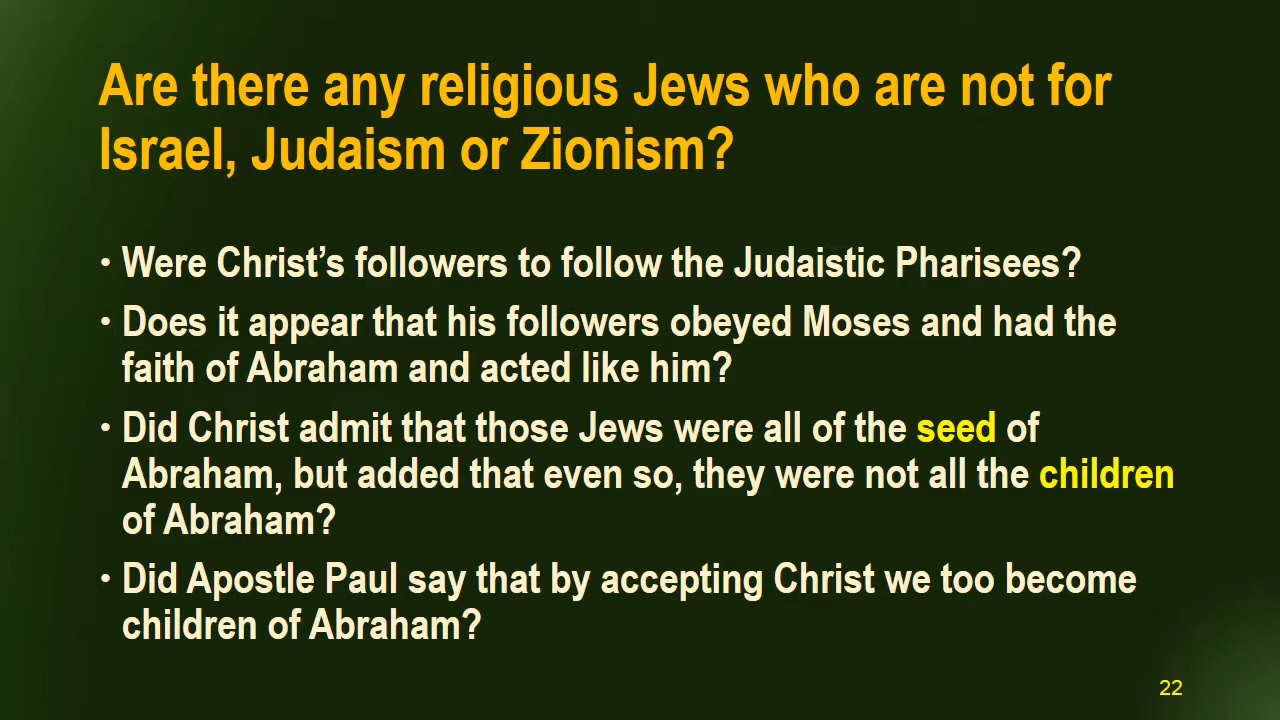 Are there any religious Jews who are not for
Israel, Judaism or Zionism?
• Were Christ’s followers to follow the Judaistic Pharisees?
• Does it appear that his followers obeyed Moses and had the
faith of Abraham and acted like him?
• Did Christ admit that those Jews were all of the seed of
Abraham, but added that even so, they were not all the children
of Abraham?
• Did Apostle Paul say that by accepting Christ we too become
children of Abraham?
22